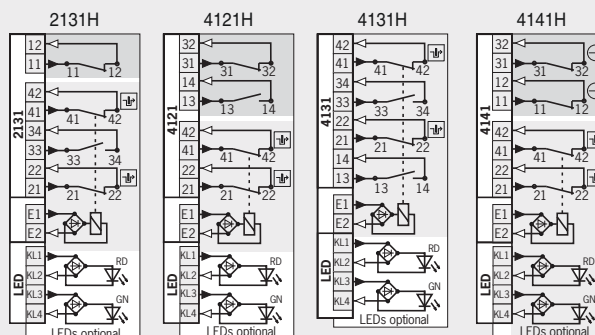 2131H
12
11
11 12
42
41
41 42
34
33
33 34
22
21
21 22
2131
E1
E2
LED
KL1
KL2
RD
KL3
KL4
GN
LEDs optional
4121H
32
31
31 32
14
13
13 14
42
41
41 42
22
21
21 22
4121
E1
E2
LED
KL1
KL2
RD
KL3
KL4
GN
LEDs optional
4131H
42
41
41 42
34
33
33 34
22
21
21 22
14
13
13 14
4131
E1
E2
LED
KL1
KL2
RD
KL3
KL4
GN
LEDs optional
4141H
32
31
31 32
12
11
11 12
42
41
41 42
22
21
21 22
4141
E1
E2
LED
KL1
KL2
RD
KL3
KL4
GN
LEDs optional